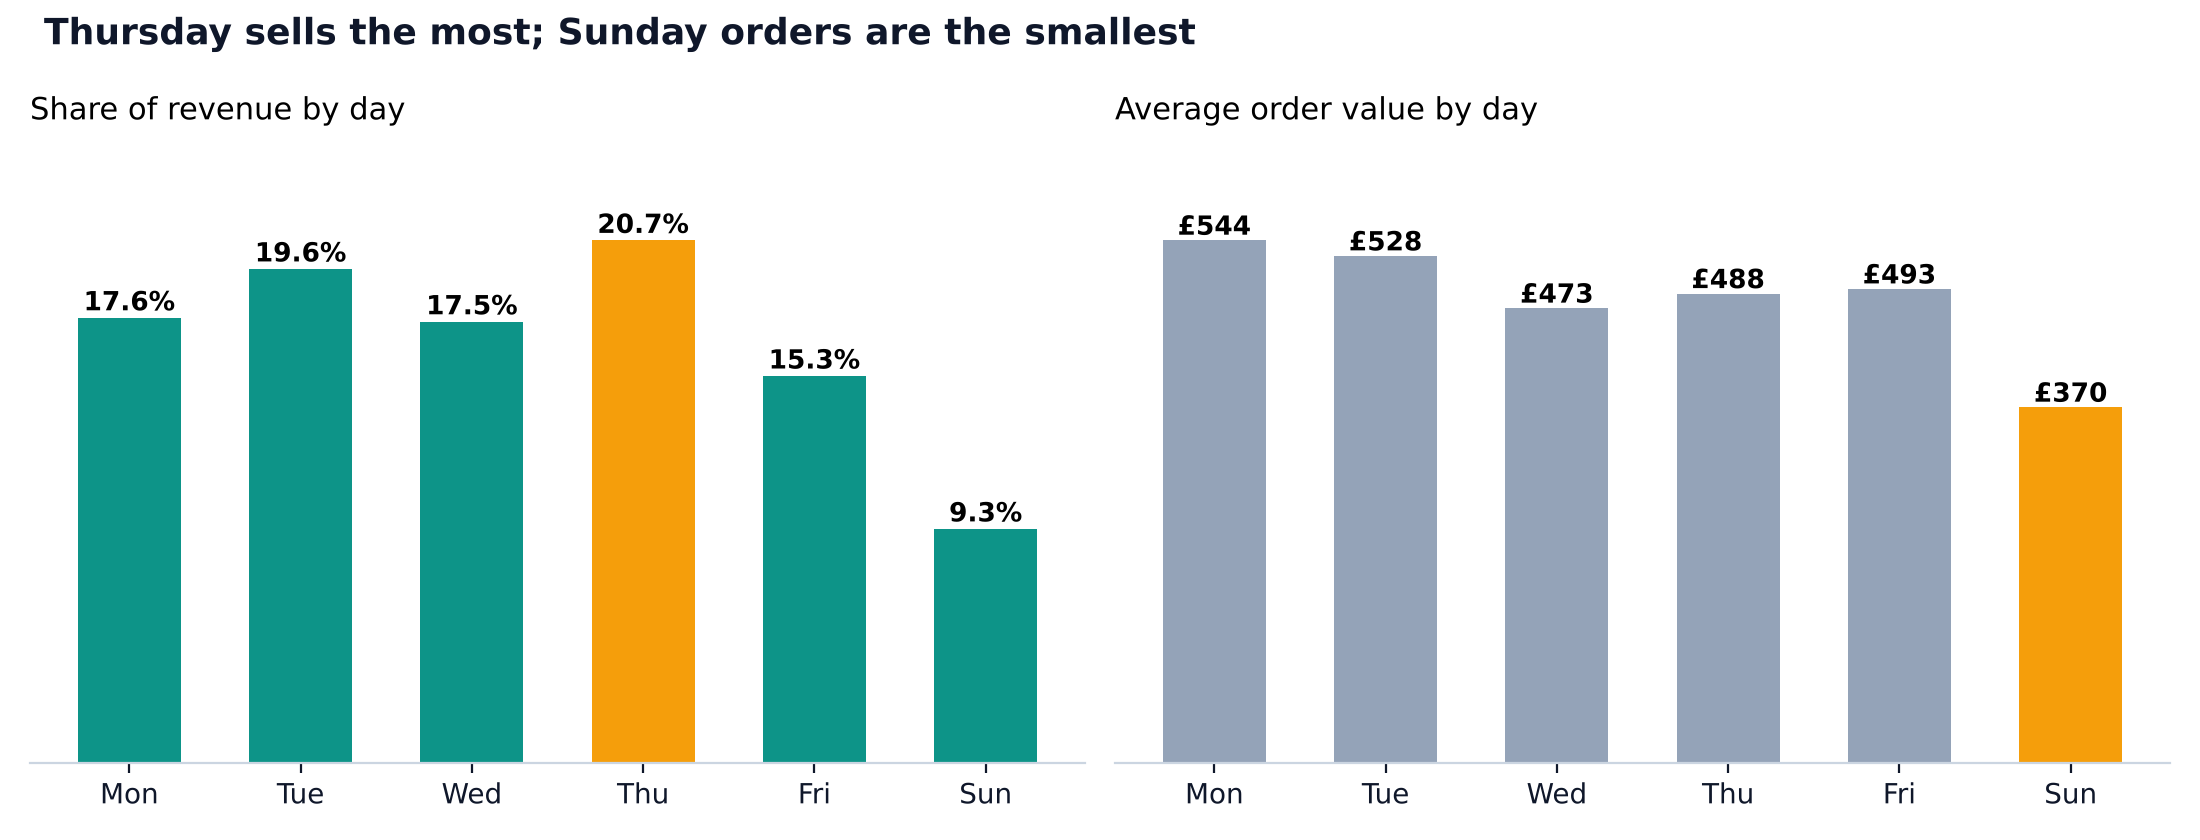 Thursday sells the most; Sunday orders are the smallest
Share of revenue by day
17.6%
19.6%
17.5%
20.7%
15.3%
9.3%
Mon Tue Wed Thu Fri Sun
Average order value by day
£544
£528
£473
£488
£493
£370
Mon Tue Wed Thu Fri Sun